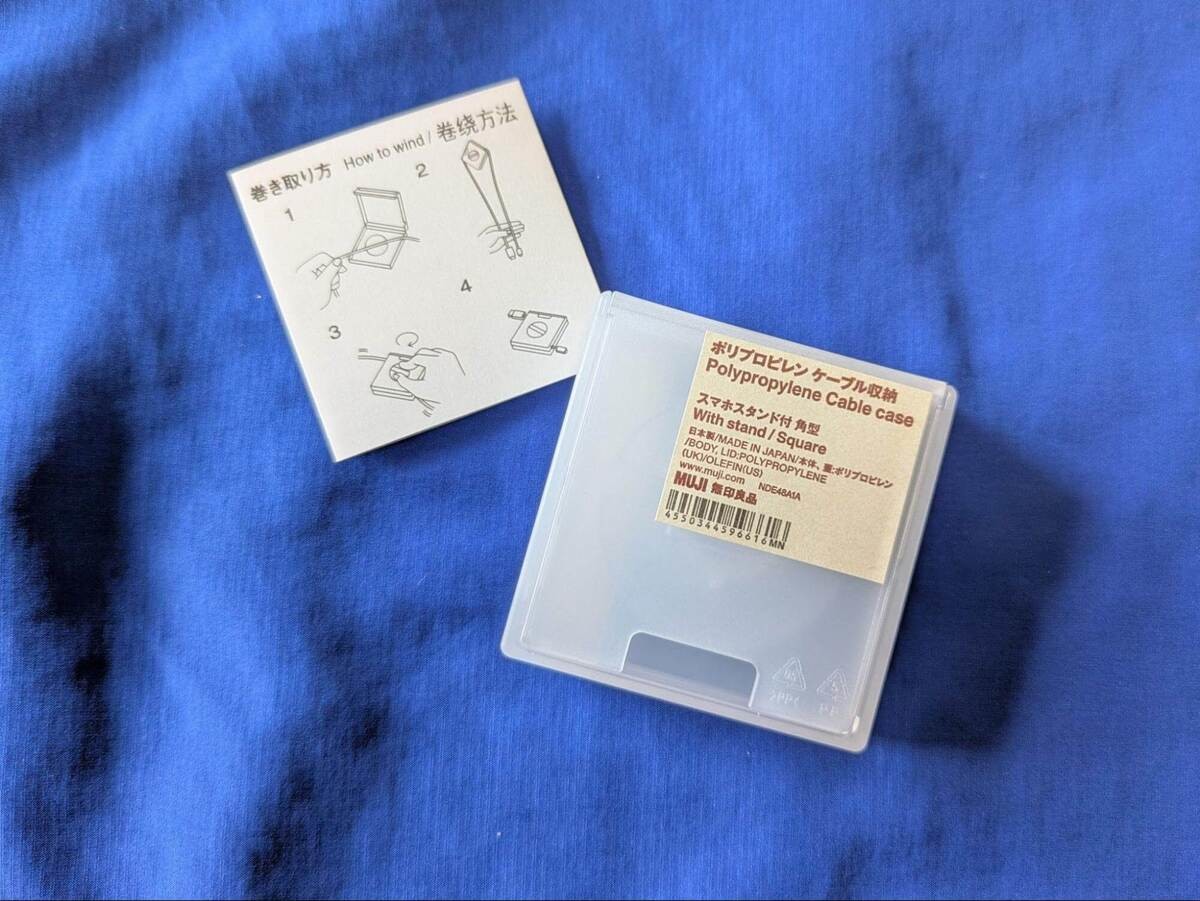 巻き取り方 How to wind / 卷绕方法
1
2
3
4
ポリプロピレン ケーブル収納
Polypropylene Cable case
スマホスタンド付 角型
With stand / Square
日本製/MADE IN JAPAN/本体、蓋:ポリプロピレン
/BODY, LID:POLYPROPYLENE
(UK)/OLEFIN(US)
www.muji.com NDE48A1A
MUJI 無印良品
4550344596616MN
>PP<
PP